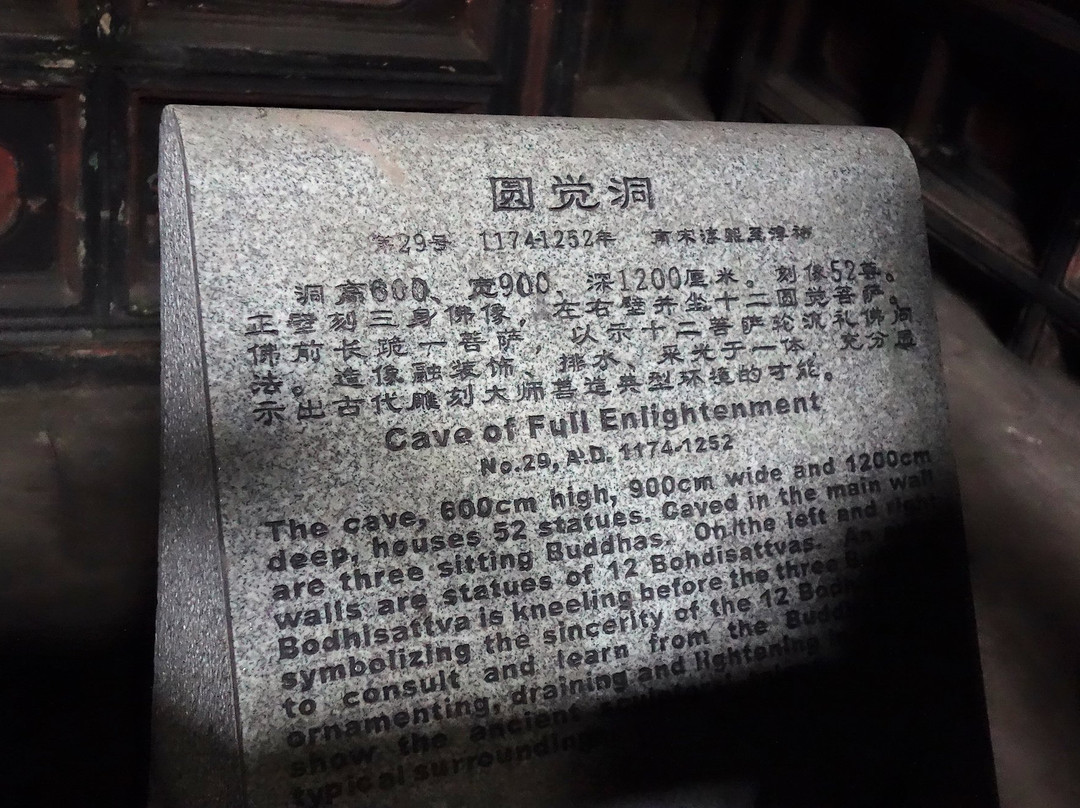 圆觉洞
第29号 1174-1252年 南宋淳熙至淳祐
洞高600、宽900、深1200厘米。刻像52尊。
正壁刻三身佛像,左右壁并坐十二圆觉菩萨。
佛前长跪一菩萨,以示十二菩萨轮流礼佛问
法。造像融装饰、排水、采光于一体,充分显
示出古代雕刻大师善造典型环境的才能。
Cave of Full Enlightenment
No.29, A.D. 1174-1252
The cave, 600cm high, 900cm wide and 1200cm
deep, houses 52 statues. Caved in the main wall
are three sitting Buddhas. On the left and right
walls are statues of 12 Bohdisattvas.
Bodhisattva is kneeling before the three
symbolizing the sincerity of the 12
to consult and learn from the
ornamenting, draining and lightening
show the ancient
typical